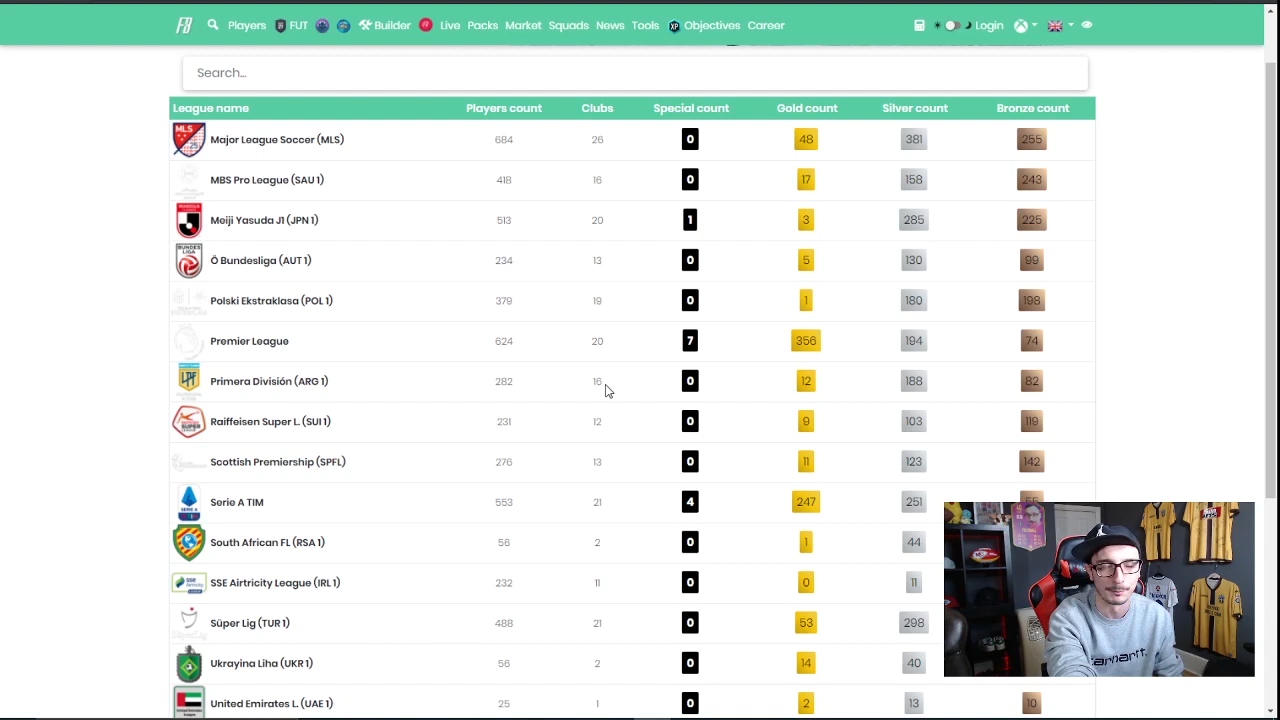 Players FUT Builder Live Packs Market Squads News Tools XP Objectives Career Login
Search...
League name Players count Clubs Special count Gold count Silver count Bronze count
Major League Soccer (MLS) 684 26 0 48 381 255
MBS Pro League (SAU 1) 418 16 0 17 158 243
Meiji Yasuda J1 (JPN 1) 513 20 1 3 285 225
Ö Bundesliga (AUT 1) 234 13 0 5 130 99
Polski Ekstraklasa (POL 1) 379 19 0 1 180 198
Premier League 624 20 7 356 194 74
Primera División (ARG 1) 282 16 0 12 188 82
Raiffeisen Super L. (SUI 1) 231 12 0 9 103 119
Scottish Premiership (SPFL) 276 13 0 11 123 142
Serie A TIM 553 21 4 247 251 55
South African FL (RSA 1) 56 2 0 1 44
SSE Airtricity League (IRL 1) 232 11 0 0 11
Süper Lig (TUR 1) 488 21 0 53 298
Ukrayina Liha (UKR 1) 56 2 0 14 40
United Emirates L. (UAE 1) 25 1 0 2 13 10
carhartt